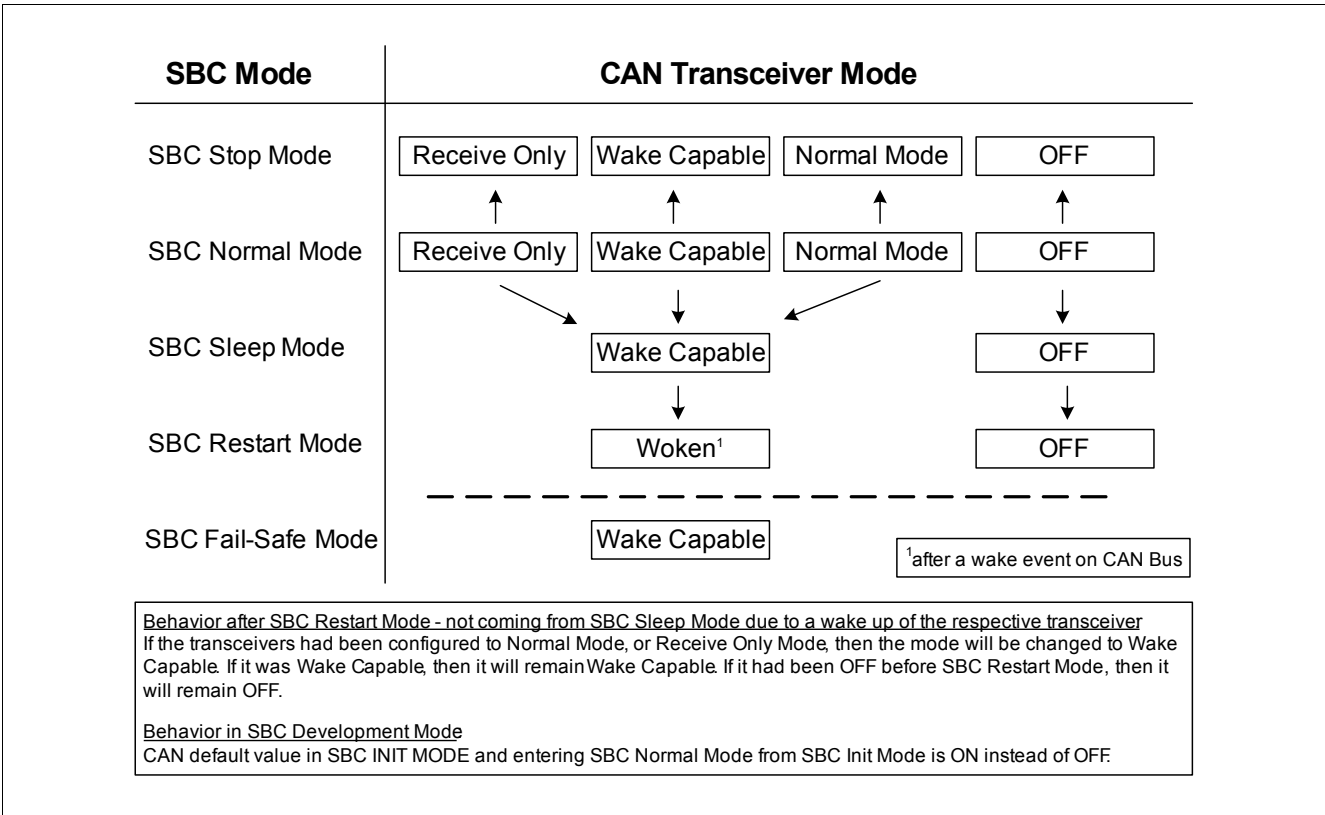 SBC Mode CAN Transceiver Mode
SBC Stop Mode Receive Only Wake Capable Normal Mode OFF
SBC Normal Mode Receive Only Wake Capable Normal Mode OFF
SBC Sleep Mode Wake Capable OFF
SBC Restart Mode Woken¹ OFF
SBC Fail-Safe Mode Wake Capable
¹after a wake event on CAN Bus
Behavior after SBC Restart Mode - not coming from SBC Sleep Mode due to a wake up of the respective transceiver
If the transceivers had been configured to Normal Mode, or Receive Only Mode, then the mode will be changed to Wake
Capable. If it was Wake Capable, then it will remain Wake Capable. If it had been OFF before SBC Restart Mode, then it
will remain OFF.
Behavior in SBC Development Mode
CAN default value in SBC INIT MODE and entering SBC Normal Mode from SBC Init Mode is ON instead of OFF.